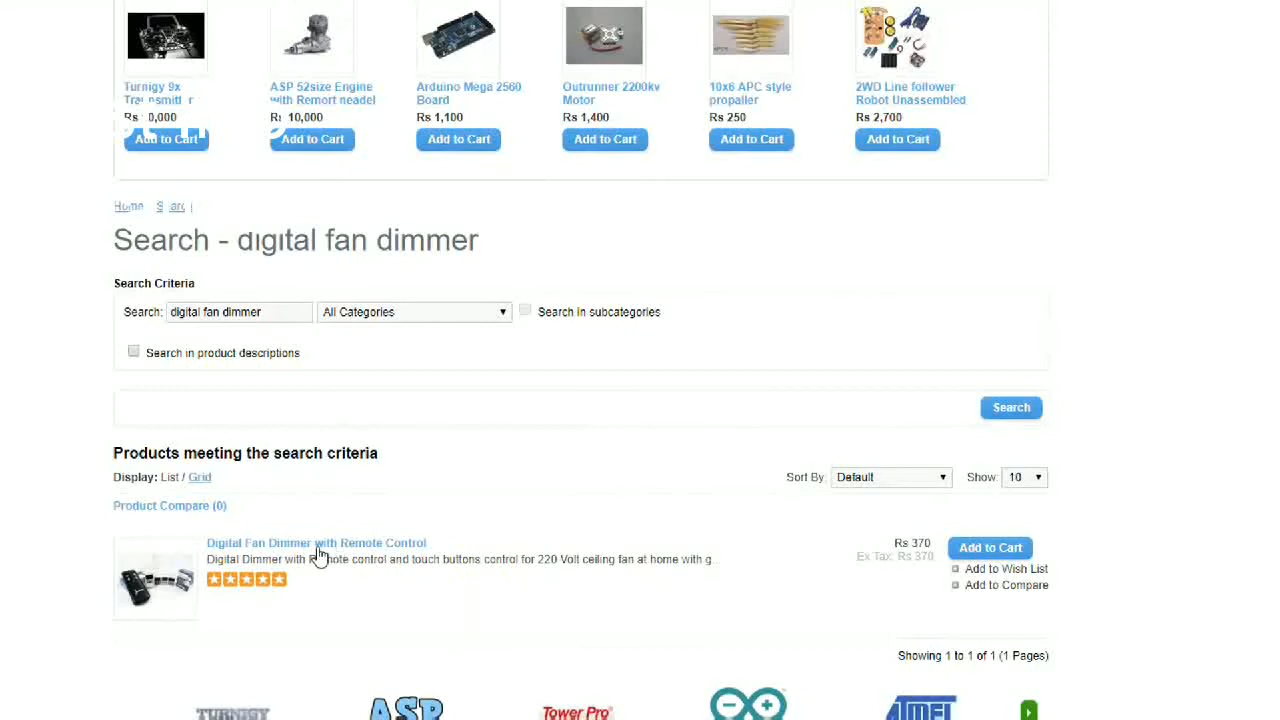 Turnigy 9x
ASP 52size Engine
with Remort neadel
Rs 10,000
Add to Cart
Arduino Mega 2560
Board
Rs 1,100
Add to Cart
Outrunner 2200kv
Motor
Rs 1,400
Add to Cart
10x6 APC style
propaller
Rs 250
Add to Cart
2WD Line follower
Robot Unassembled
Rs 2,700
Add to Cart
Add to Cart
Home Search
Search - digital fan dimmer
Search Criteria
Search: digital fan dimmer All Categories Search in subcategories
Search in product descriptions
Search
Products meeting the search criteria
Display: List / Grid Sort By: Default Show: 10
Product Compare (0)
Digital Fan Dimmer with Remote Control Rs 370 Add to Cart
Digital Dimmer with Remote control and touch buttons control for 220 Volt ceiling fan at home with g... Ex Tax: Rs 370
Add to Wish List
Add to Compare
Showing 1 to 1 of 1 (1 Pages)
TURNIGY ASP Tower Pro ATMEL